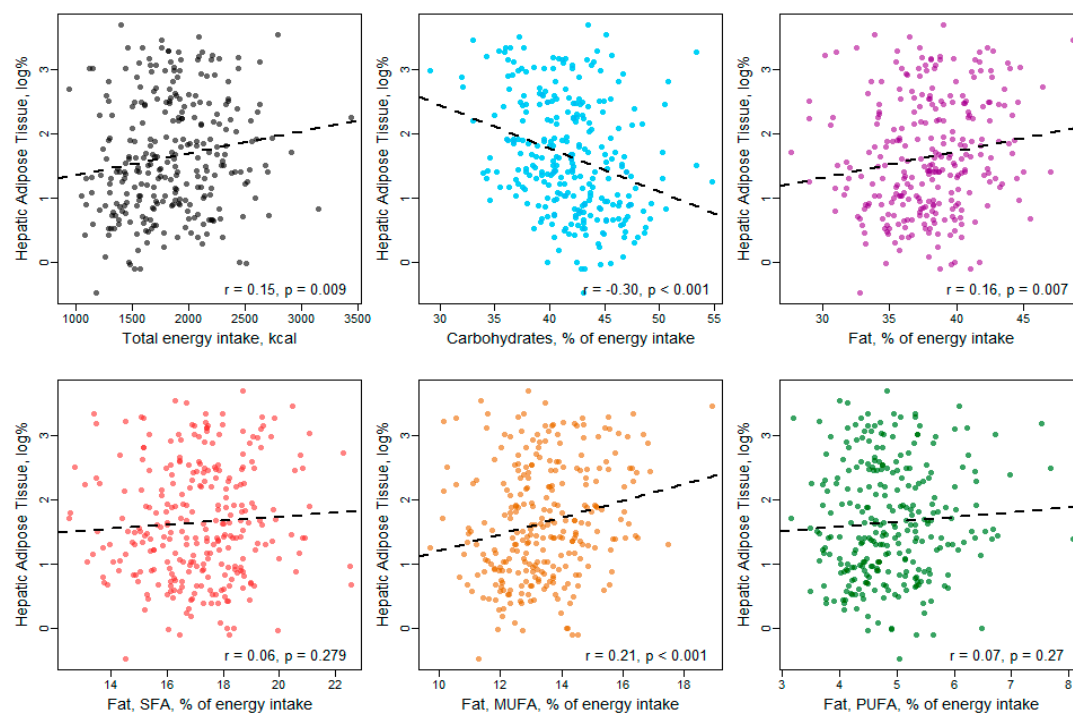 Hepatic Adipose Tissue, log%
3
2
1
0
r = 0.15, p = 0.009
1000 1500 2000 2500 3000 3500
Total energy intake, kcal
Hepatic Adipose Tissue, log%
3
2
1
0
r = -0.30, p < 0.001
30 35 40 45 50 55
Carbohydrates, % of energy intake
Hepatic Adipose Tissue, log%
3
2
1
0
r = 0.16, p = 0.007
30 35 40 45
Fat, % of energy intake
Hepatic Adipose Tissue, log%
3
2
1
0
r = 0.06, p = 0.279
14 16 18 20 22
Fat, SFA, % of energy intake
Hepatic Adipose Tissue, log%
3
2
1
0
r = 0.21, p < 0.001
10 12 14 16 18
Fat, MUFA, % of energy intake
Hepatic Adipose Tissue, log%
3
2
1
0
r = 0.07, p = 0.27
3 4 5 6 7 8
Fat, PUFA, % of energy intake